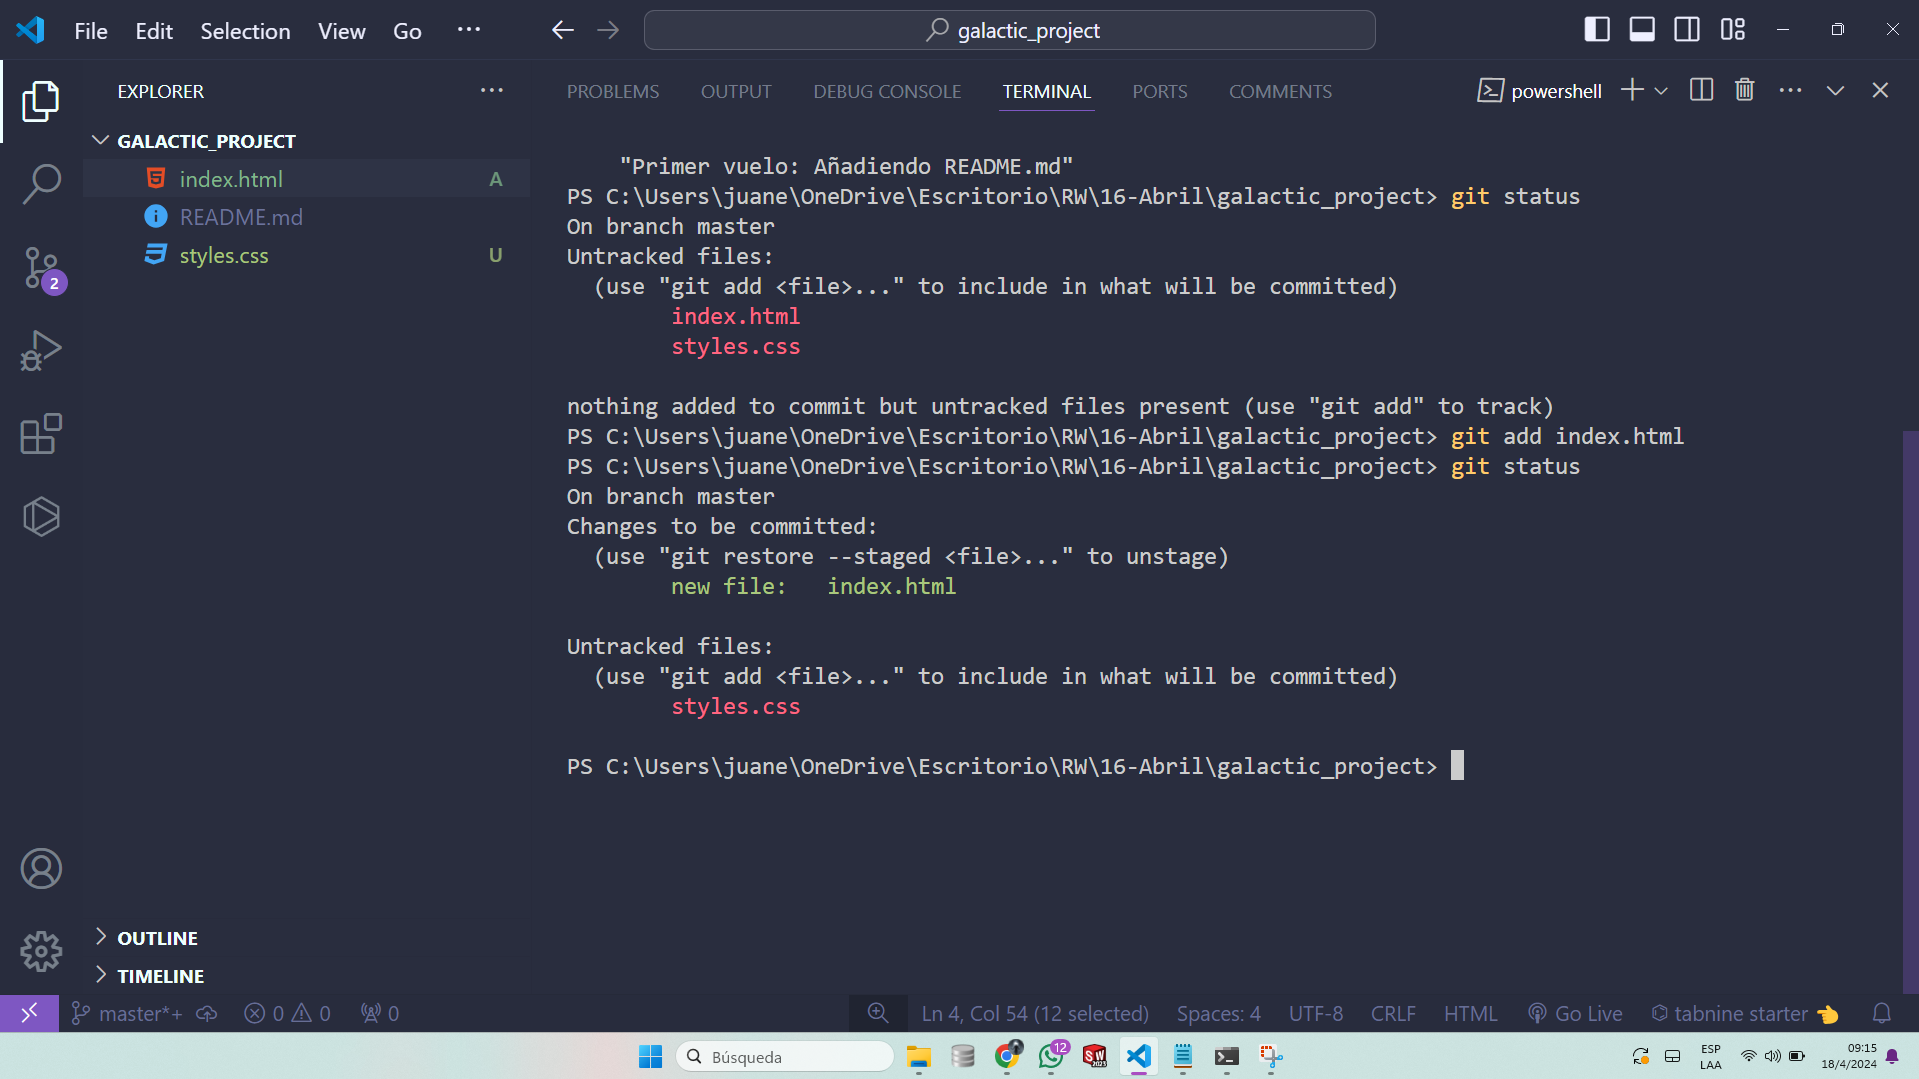 File Edit Selection View Go ···
galactic_project
EXPLORER ···
PROBLEMS OUTPUT DEBUG CONSOLE TERMINAL PORTS COMMENTS
powershell
GALACTIC_PROJECT
index.html A
README.md
styles.css U
2
"Primer vuelo: Añadiendo README.md"
PS C:\Users\juane\OneDrive\Escritorio\RW\16-Abril\galactic_project> git status
On branch master
Untracked files:
(use "git add <file>..." to include in what will be committed)
index.html
styles.css
nothing added to commit but untracked files present (use "git add" to track)
PS C:\Users\juane\OneDrive\Escritorio\RW\16-Abril\galactic_project> git add index.html
PS C:\Users\juane\OneDrive\Escritorio\RW\16-Abril\galactic_project> git status
On branch master
Changes to be committed:
(use "git restore --staged <file>..." to unstage)
new file:   index.html
Untracked files:
(use "git add <file>..." to include in what will be committed)
styles.css
PS C:\Users\juane\OneDrive\Escritorio\RW\16-Abril\galactic_project>
OUTLINE
TIMELINE
master*+ 0 0 0 Ln 4, Col 54 (12 selected) Spaces: 4 UTF-8 CRLF HTML Go Live tabnine starter
Búsqueda
12
SW
2023
ESP
LAA
09:15
18/4/2024